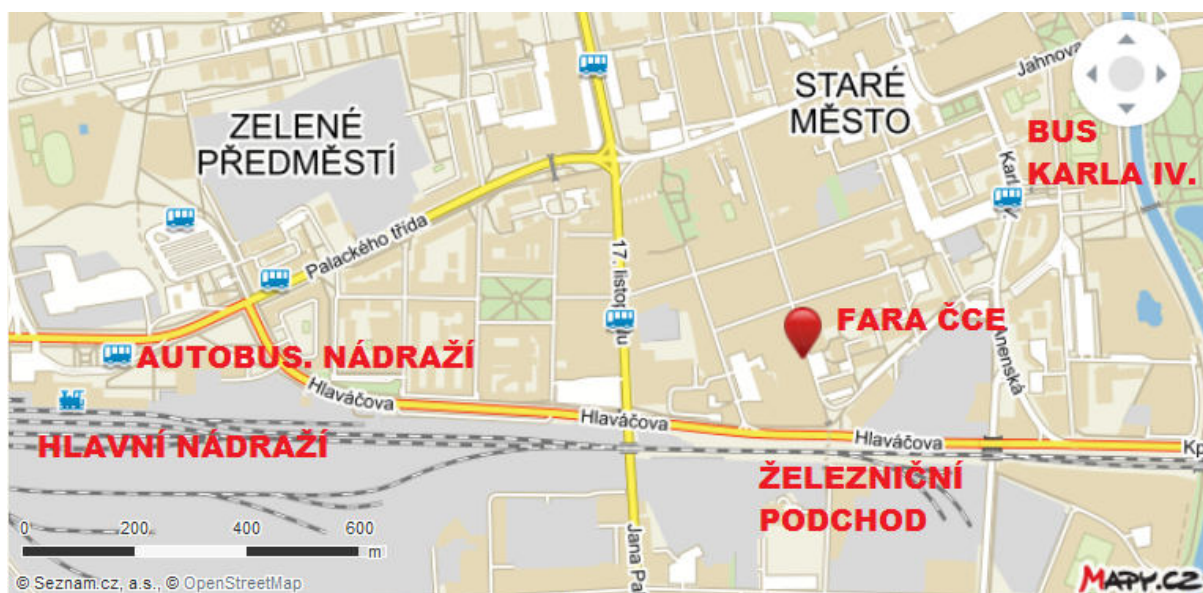 Jahnova
STARÉ
MĚSTO
ZELENÉ
PŘEDMĚSTÍ
BUS
KARLA IV.
Palackého třída
17. listopadu
FARA ČCE
AUTOBUS. NÁDRAŽÍ
Hlaváčova
Hlaváčova
Hlaváčova
HLAVNÍ NÁDRAŽÍ
ŽELEZNIČNÍ
PODCHOD
0 200 400 600
m
Jana Pa
© Seznam.cz, a.s., © OpenStreetMap
MAPY.CZ